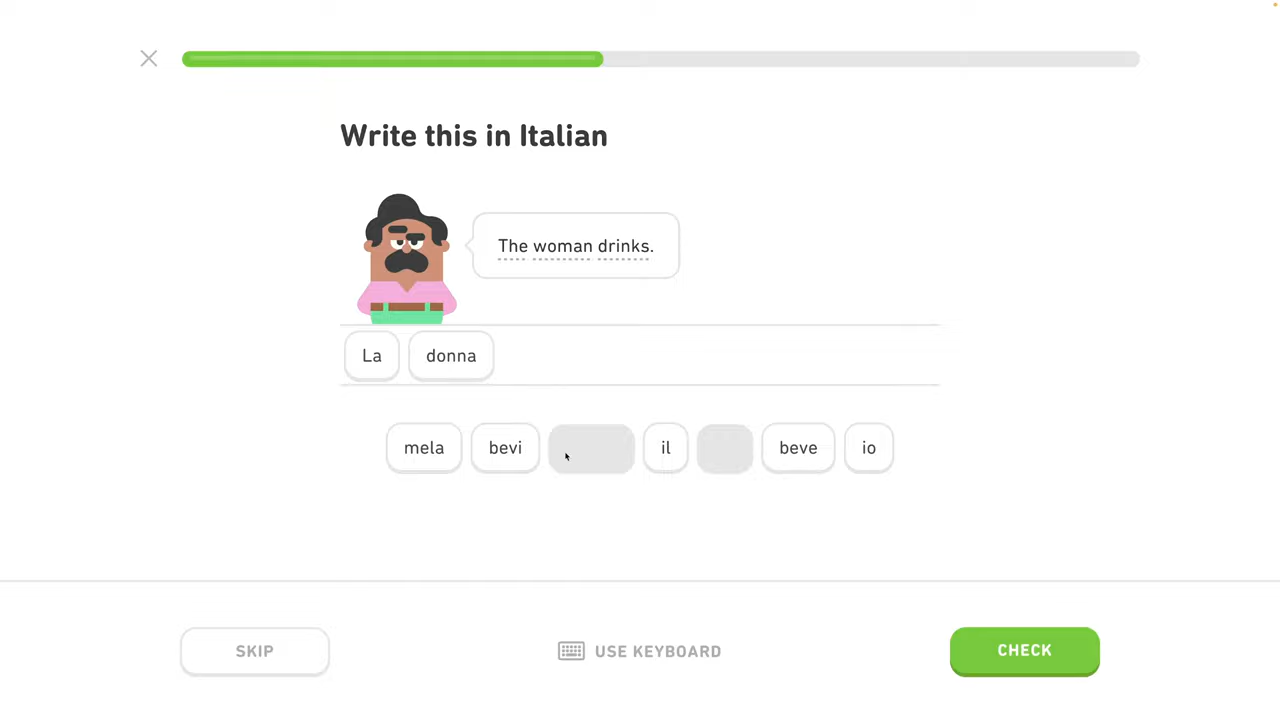 Write this in Italian
The woman drinks.
La donna
mela bevi il beve io
SKIP USE KEYBOARD CHECK